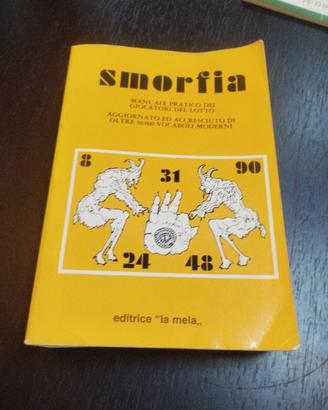 smorfia
MANUALE PRATICO DEI
GIOCATORI DEL LOTTO
AGGIORNATO ED ACCRESCIUTO DI
OLTRE 50.000 VOCABOLI MODERNI
8
31
90
24
48
editrice "la mela„